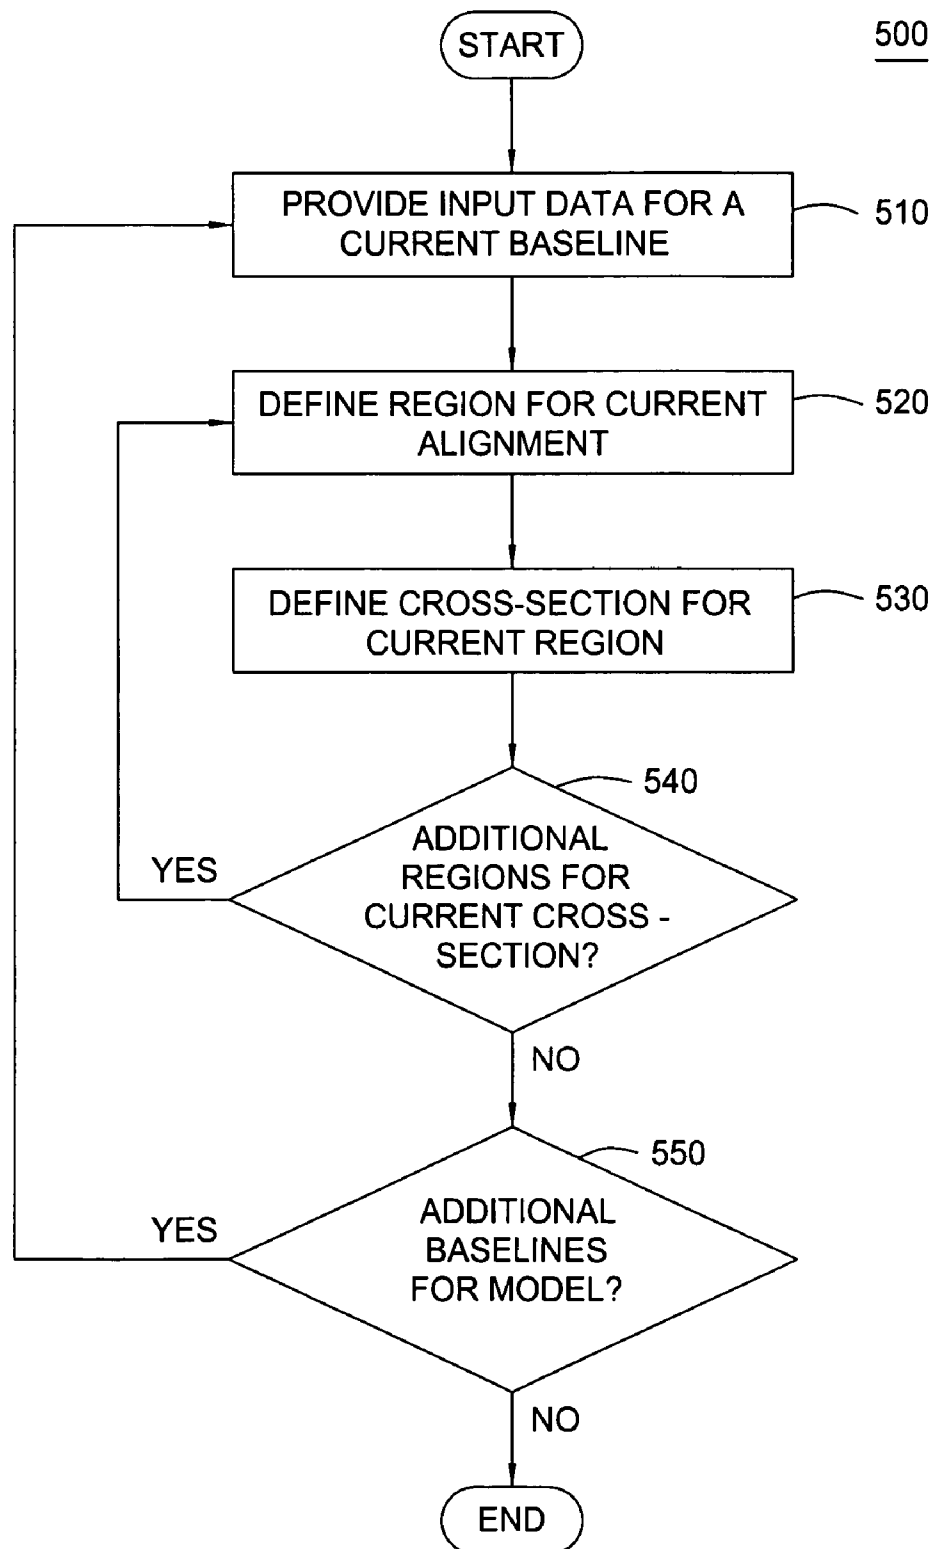 START
500
PROVIDE INPUT DATA FOR A
CURRENT BASELINE
510
DEFINE REGION FOR CURRENT
ALIGNMENT
520
DEFINE CROSS-SECTION FOR
CURRENT REGION
530
540
ADDITIONAL
REGIONS FOR
CURRENT CROSS -
SECTION?
YES
NO
550
ADDITIONAL
BASELINES
FOR MODEL?
YES
NO
END